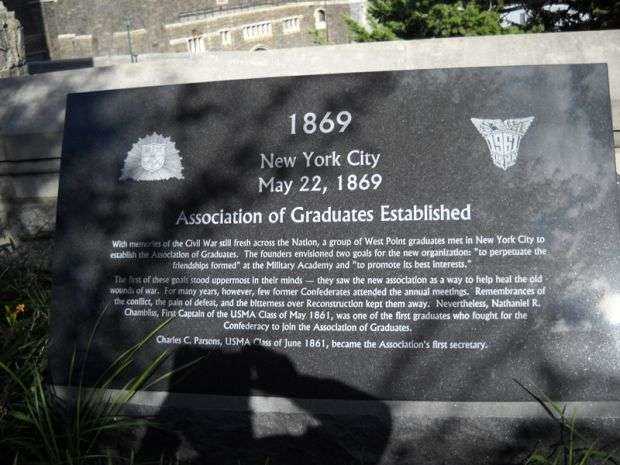 1869
1961
New York City
May 22, 1869
Association of Graduates Established
With memories of the Civil War still fresh across the Nation, a group of West Point graduates met in New York City to
establish the Association of Graduates. The founders envisioned two goals for the new organization: "to perpetuate the
friendships formed" at the Military Academy and "to promote its best interests."
The first of these goals stood uppermost in their minds — they saw the new association as a way to help heal the old
wounds of war. For many years, however, few former Confederates attended the annual meetings. Remembrances of
the conflict, the pain of defeat, and the bitterness over Reconstruction kept them away. Nevertheless, Nathaniel R.
Chambliss, First Captain of the USMA Class of May 1861, was one of the first graduates who fought for the
Confederacy to join the Association of Graduates.
Charles C. Parsons, USMA Class of June 1861, became the Association's first secretary.